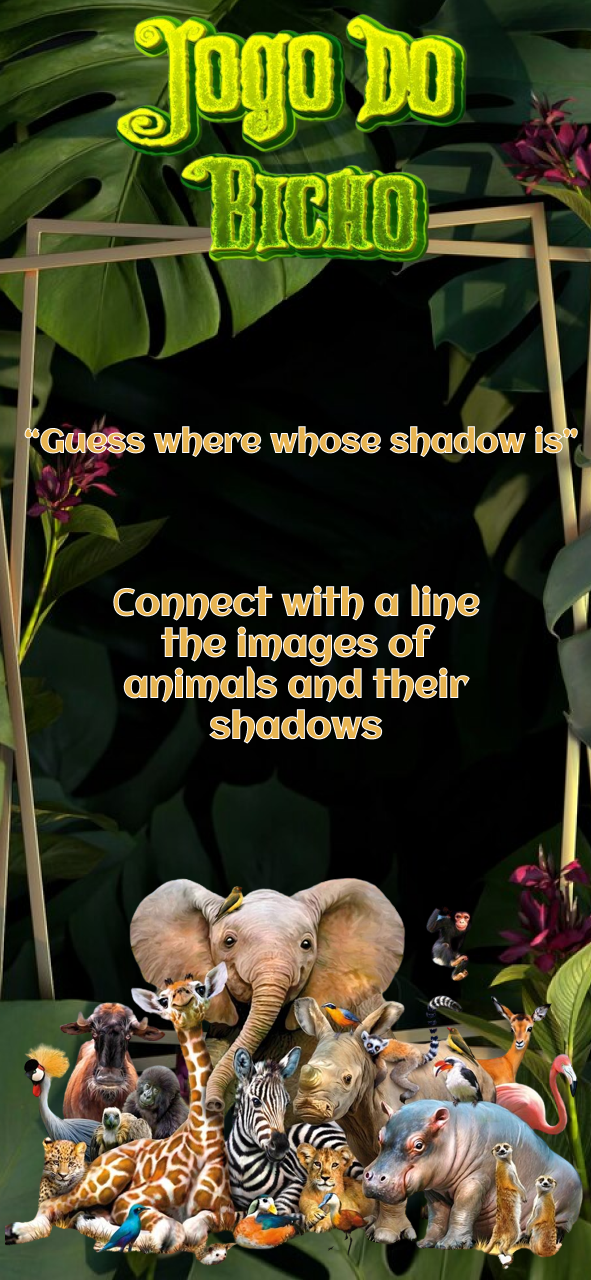 Jogo Do
Bicho
“Guess where whose shadow is”
Connect with a line
the images of
animals and their
shadows